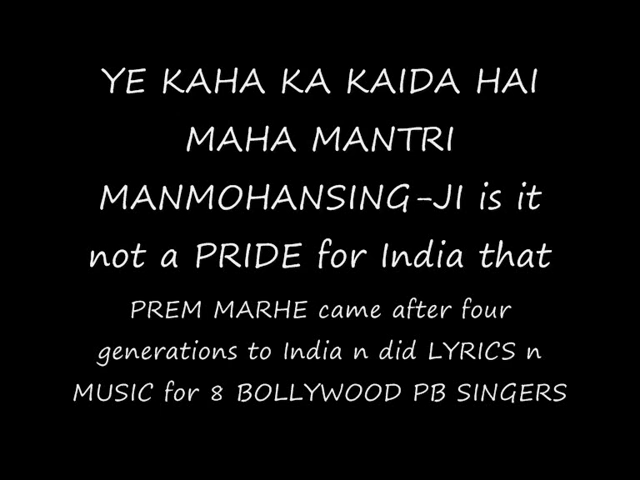 YE KAHA KA KAIDA HAI
MAHA MANTRI
MANMOHANSING-JI is it
not a PRIDE for India that
PREM MARHE came after four
generations to India n did LYRICS n
MUSIC for 8 BOLLYWOOD PB SINGERS